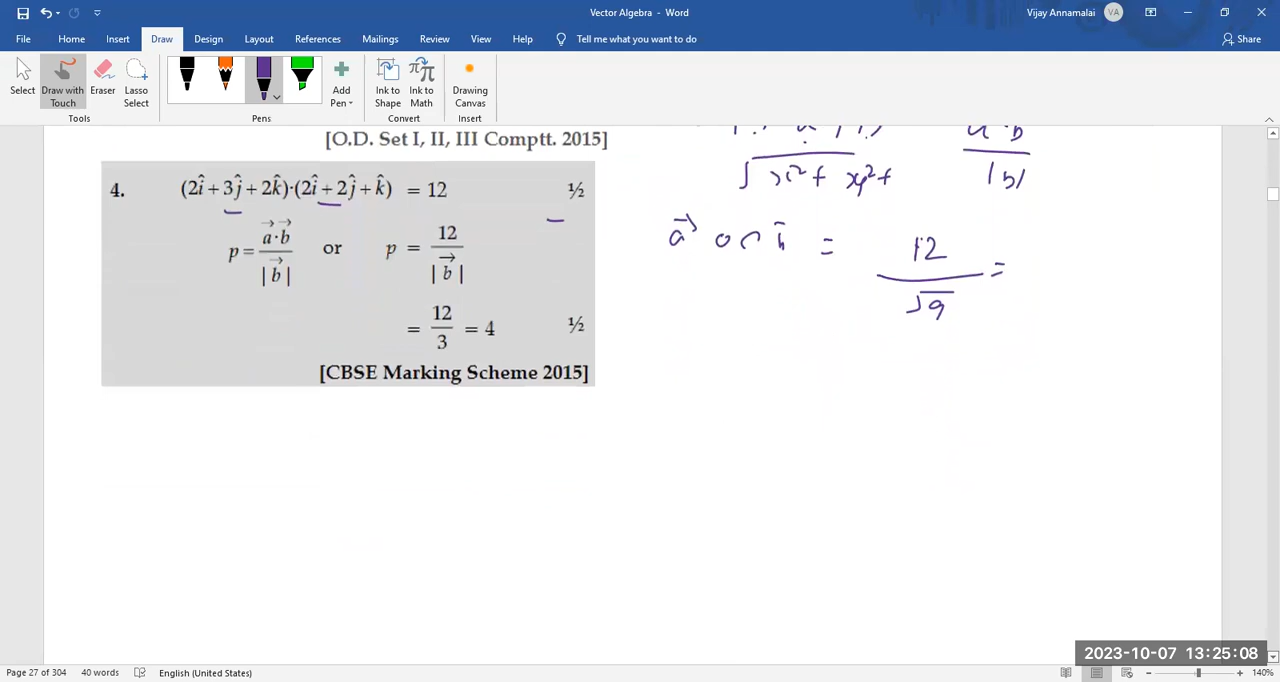 Vector Algebra - Word
Vijay Annamalai VA
File Home Insert Draw Design Layout References Mailings Review View Help Tell me what you want to do Share
Select Draw with Touch Eraser Lasso Select Add Pen Ink to Shape Ink to Math Drawing Canvas
Tools Pens Convert Insert
[O.D. Set I, II, III Comptt. 2015]
4. (2î + 3ĵ + 2k̂)·(2î + 2ĵ + k̂) = 12 ½
p = a⃗·b⃗ / |b⃗| or p = 12 / |b⃗|
= 12/3 = 4 ½
[CBSE Marking Scheme 2015]
a·b / |b|
a⃗ on b = 12 / √9 =
2023-10-07 13:25:08
Page 27 of 304 40 words English (United States) 140%